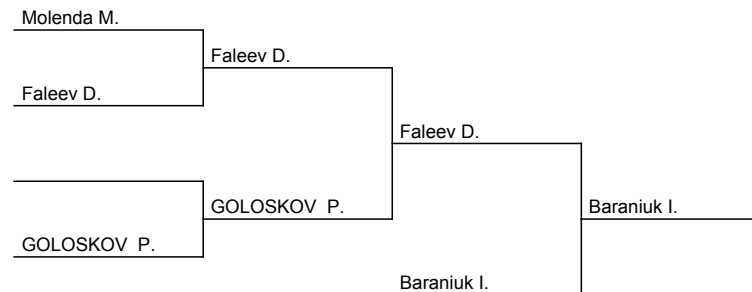 Molenda M.
Faleev D.
Faleev D.
Faleev D.
GOLOSKOV  P.
Baraniuk I.
GOLOSKOV  P.
Baraniuk I.